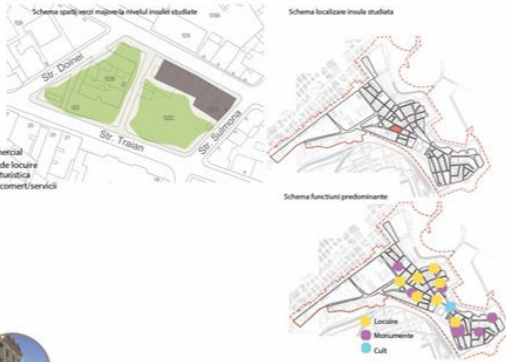 Schema spatii verzi majore la nivelul insulei studiate
Str. Doinei
Str. Traian
Str. Sulmona
ercial
de locuire
turistica
comert/servicii
Schema localizare insula studiata
Schema functiuni predominante
Locuire
Monumente
Cult